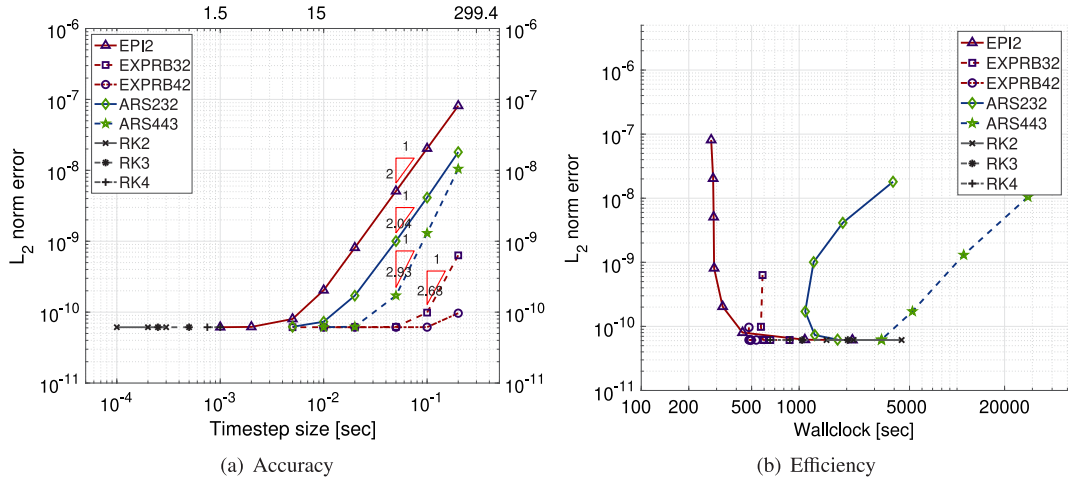 1.5 15 299.4
10^-6 10^-6
10^-7 10^-7
10^-8 10^-8
10^-9 10^-9
10^-10 10^-10
10^-11 10^-11
L_2 norm error
EPI2
EXPRB32
EXPRB42
ARS232
ARS443
RK2
RK3
RK4
1
2
1
2.04
1
2.93
1
2.68
10^-4 10^-3 10^-2 10^-1
Timestep size [sec]
(a) Accuracy
10^-6
10^-7
10^-8
10^-9
10^-10
10^-11
L_2 norm error
EPI2
EXPRB32
EXPRB42
ARS232
ARS443
RK2
RK3
RK4
100 200 500 1000 5000 20000
Wallclock [sec]
(b) Efficiency